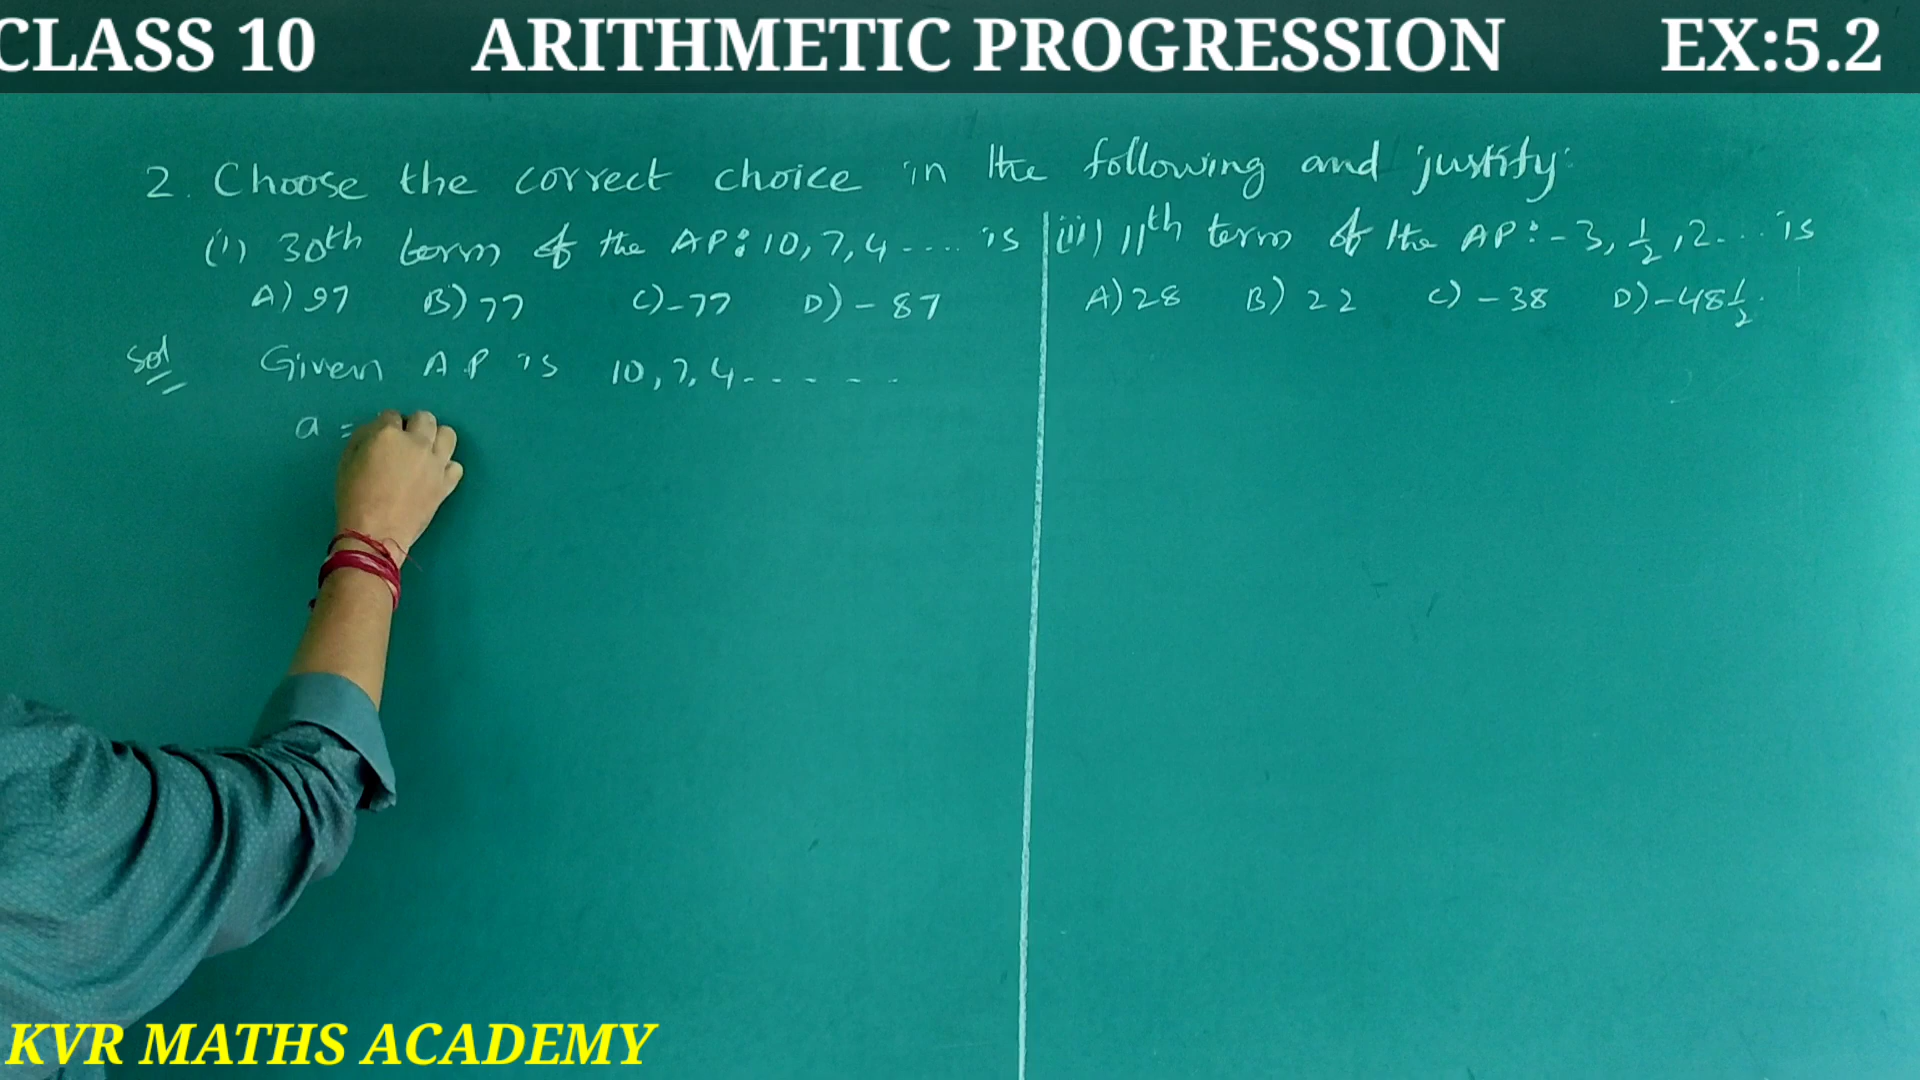 CLASS 10 ARITHMETIC PROGRESSION EX:5.2
2. Choose the correct choice in the following and justify:
(i) 30th term of the AP: 10, 7, 4 .... is
A) 97 B) 77 C) -77 D) -87
Sol Given A.P is 10, 7, 4 - - - - -
a =
(ii) 11th term of the AP: -3, 1/2, 2... is
A) 28 B) 22 C) -38 D) -48 1/2
KVR MATHS ACADEMY